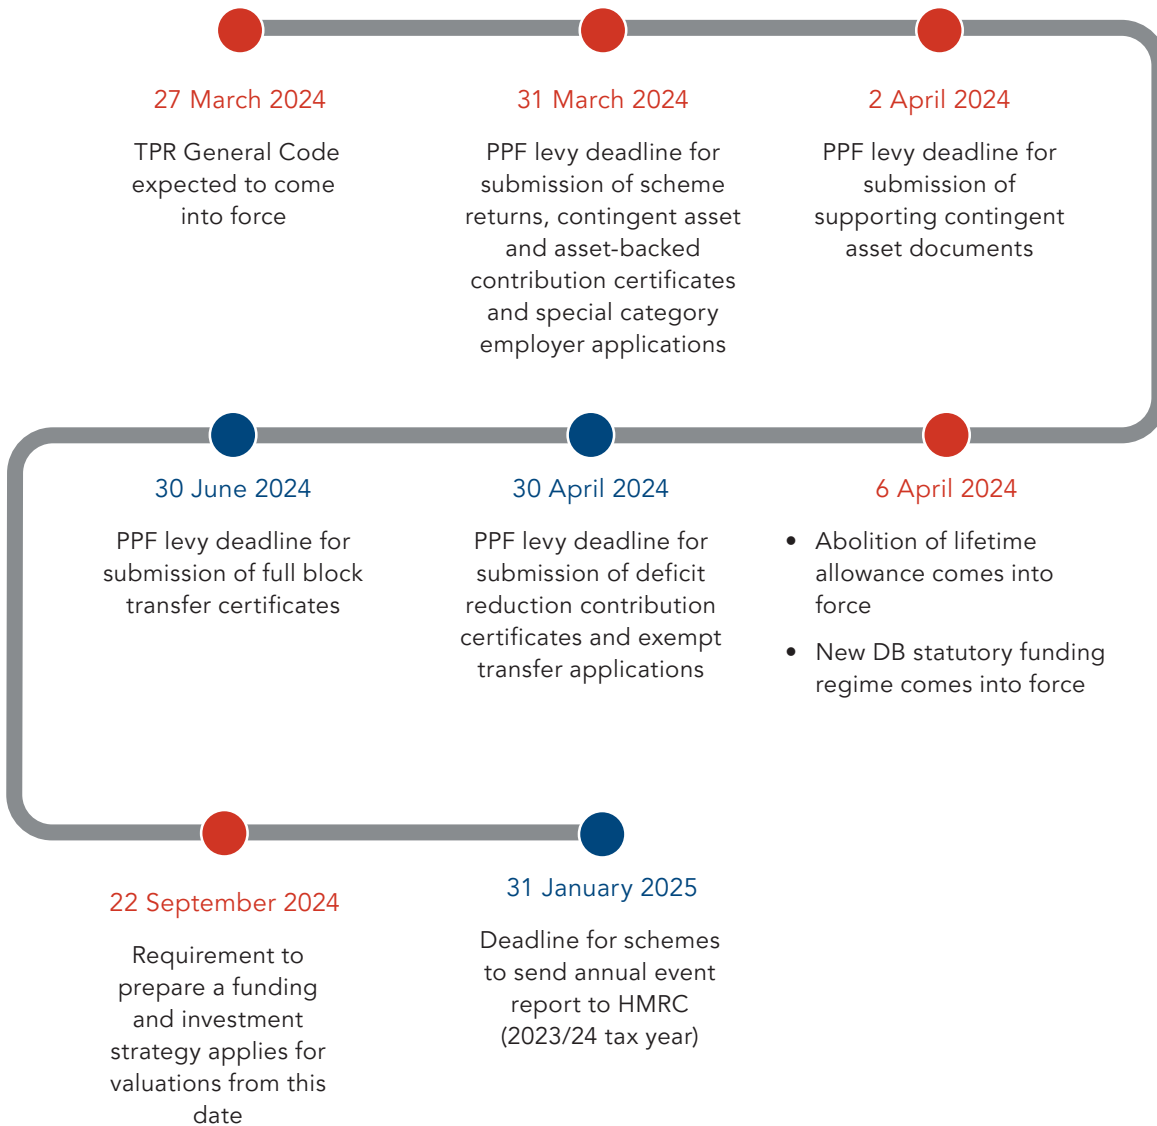 27 March 2024
TPR General Code
expected to come
into force
31 March 2024
PPF levy deadline for
submission of scheme
returns, contingent asset
and asset-backed
contribution certificates
and special category
employer applications
2 April 2024
PPF levy deadline for
submission of
supporting contingent
asset documents
6 April 2024
• Abolition of lifetime
allowance comes into
force
• New DB statutory funding
regime comes into force
30 April 2024
PPF levy deadline for
submission of deficit
reduction contribution
certificates and exempt
transfer applications
30 June 2024
PPF levy deadline for
submission of full block
transfer certificates
22 September 2024
Requirement to
prepare a funding
and investment
strategy applies for
valuations from this
date
31 January 2025
Deadline for schemes
to send annual event
report to HMRC
(2023/24 tax year)